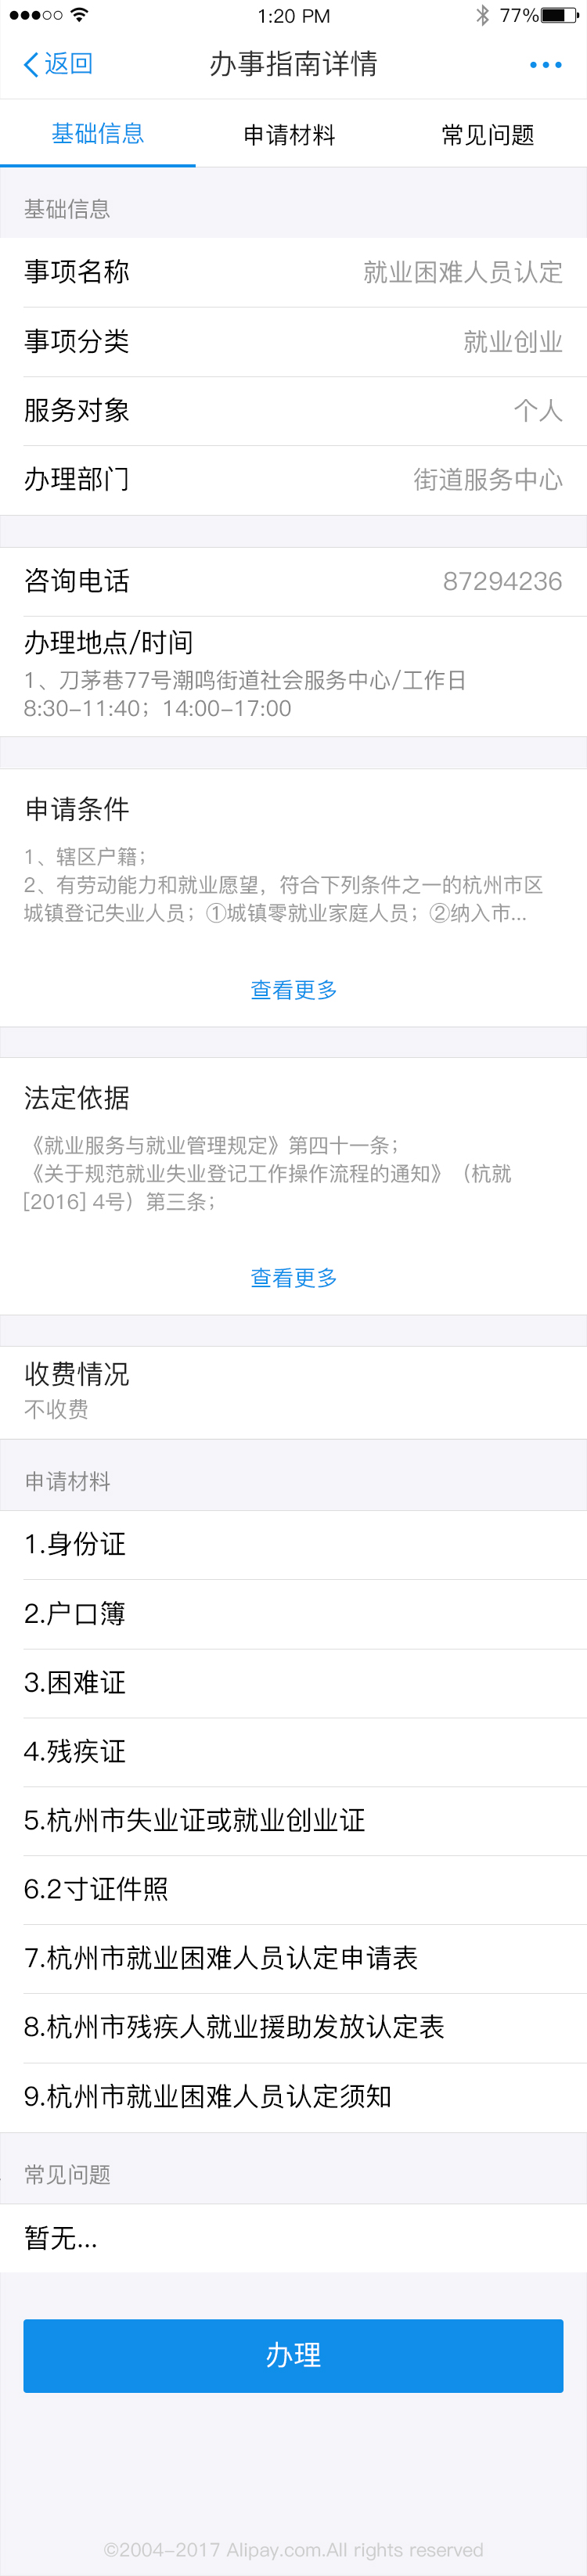 1:20 PM 77%
返回 办事指南详情
基础信息 申请材料 常见问题
基础信息
事项名称 就业困难人员认定
事项分类 就业创业
服务对象 个人
办理部门 街道服务中心
咨询电话 87294236
办理地点/时间
1、刀茅巷77号潮鸣街道社会服务中心/工作日
8:30-11:40；14:00-17:00
申请条件
1、辖区户籍；
2、有劳动能力和就业愿望，符合下列条件之一的杭州市区
城镇登记失业人员；①城镇零就业家庭人员；②纳入市...
查看更多
法定依据
《就业服务与就业管理规定》第四十一条；
《关于规范就业失业登记工作操作流程的通知》（杭就
[2016] 4号）第三条；
查看更多
收费情况
不收费
申请材料
1.身份证
2.户口簿
3.困难证
4.残疾证
5.杭州市失业证或就业创业证
6.2寸证件照
7.杭州市就业困难人员认定申请表
8.杭州市残疾人就业援助发放认定表
9.杭州市就业困难人员认定须知
常见问题
暂无...
办理
©2004-2017 Alipay.com.All rights reserved